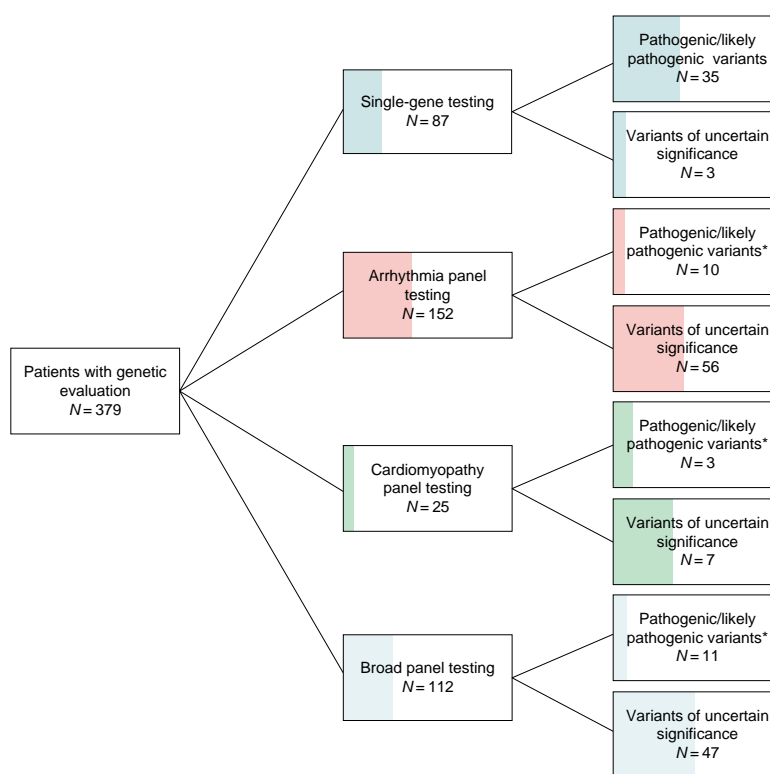 Patients with genetic
evaluation
N = 379
Single-gene testing
N = 87
Pathogenic/likely
pathogenic variants
N = 35
Variants of uncertain
significance
N = 3
Arrhythmia panel
testing
N = 152
Pathogenic/likely
pathogenic variants*
N = 10
Variants of uncertain
significance
N = 56
Cardiomyopathy
panel testing
N = 25
Pathogenic/likely
pathogenic variants*
N = 3
Variants of uncertain
significance
N = 7
Broad panel testing
N = 112
Pathogenic/likely
pathogenic variants*
N = 11
Variants of uncertain
significance
N = 47